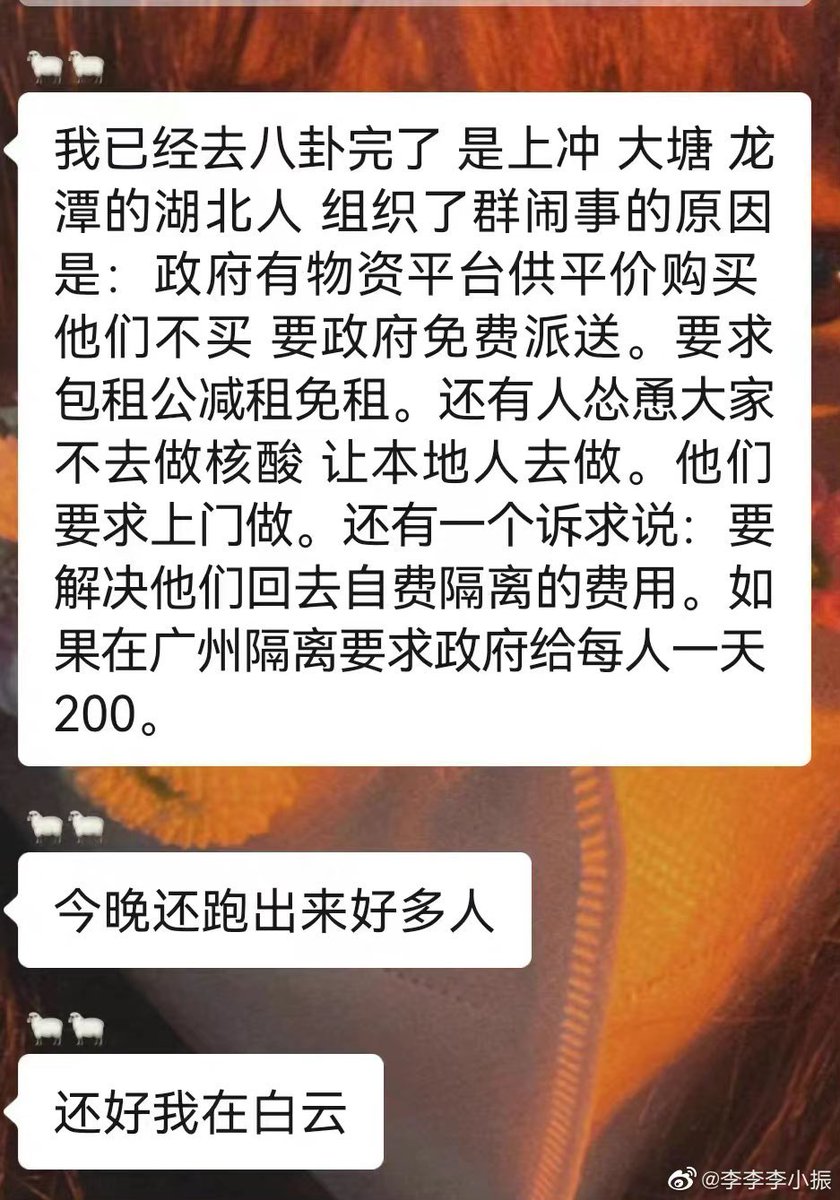 我已经去八卦完了 是上冲 大塘 龙
潭的湖北人 组织了群闹事的原因
是：政府有物资平台供平价购买
他们不买 要政府免费派送。要求
包租公减租免租。还有人怂恿大家
不去做核酸 让本地人去做。他们
要求上门做。还有一个诉求说：要
解决他们回去自费隔离的费用。如
果在广州隔离要求政府给每人一天
200。
今晚还跑出来好多人
还好我在白云
@李李李小振